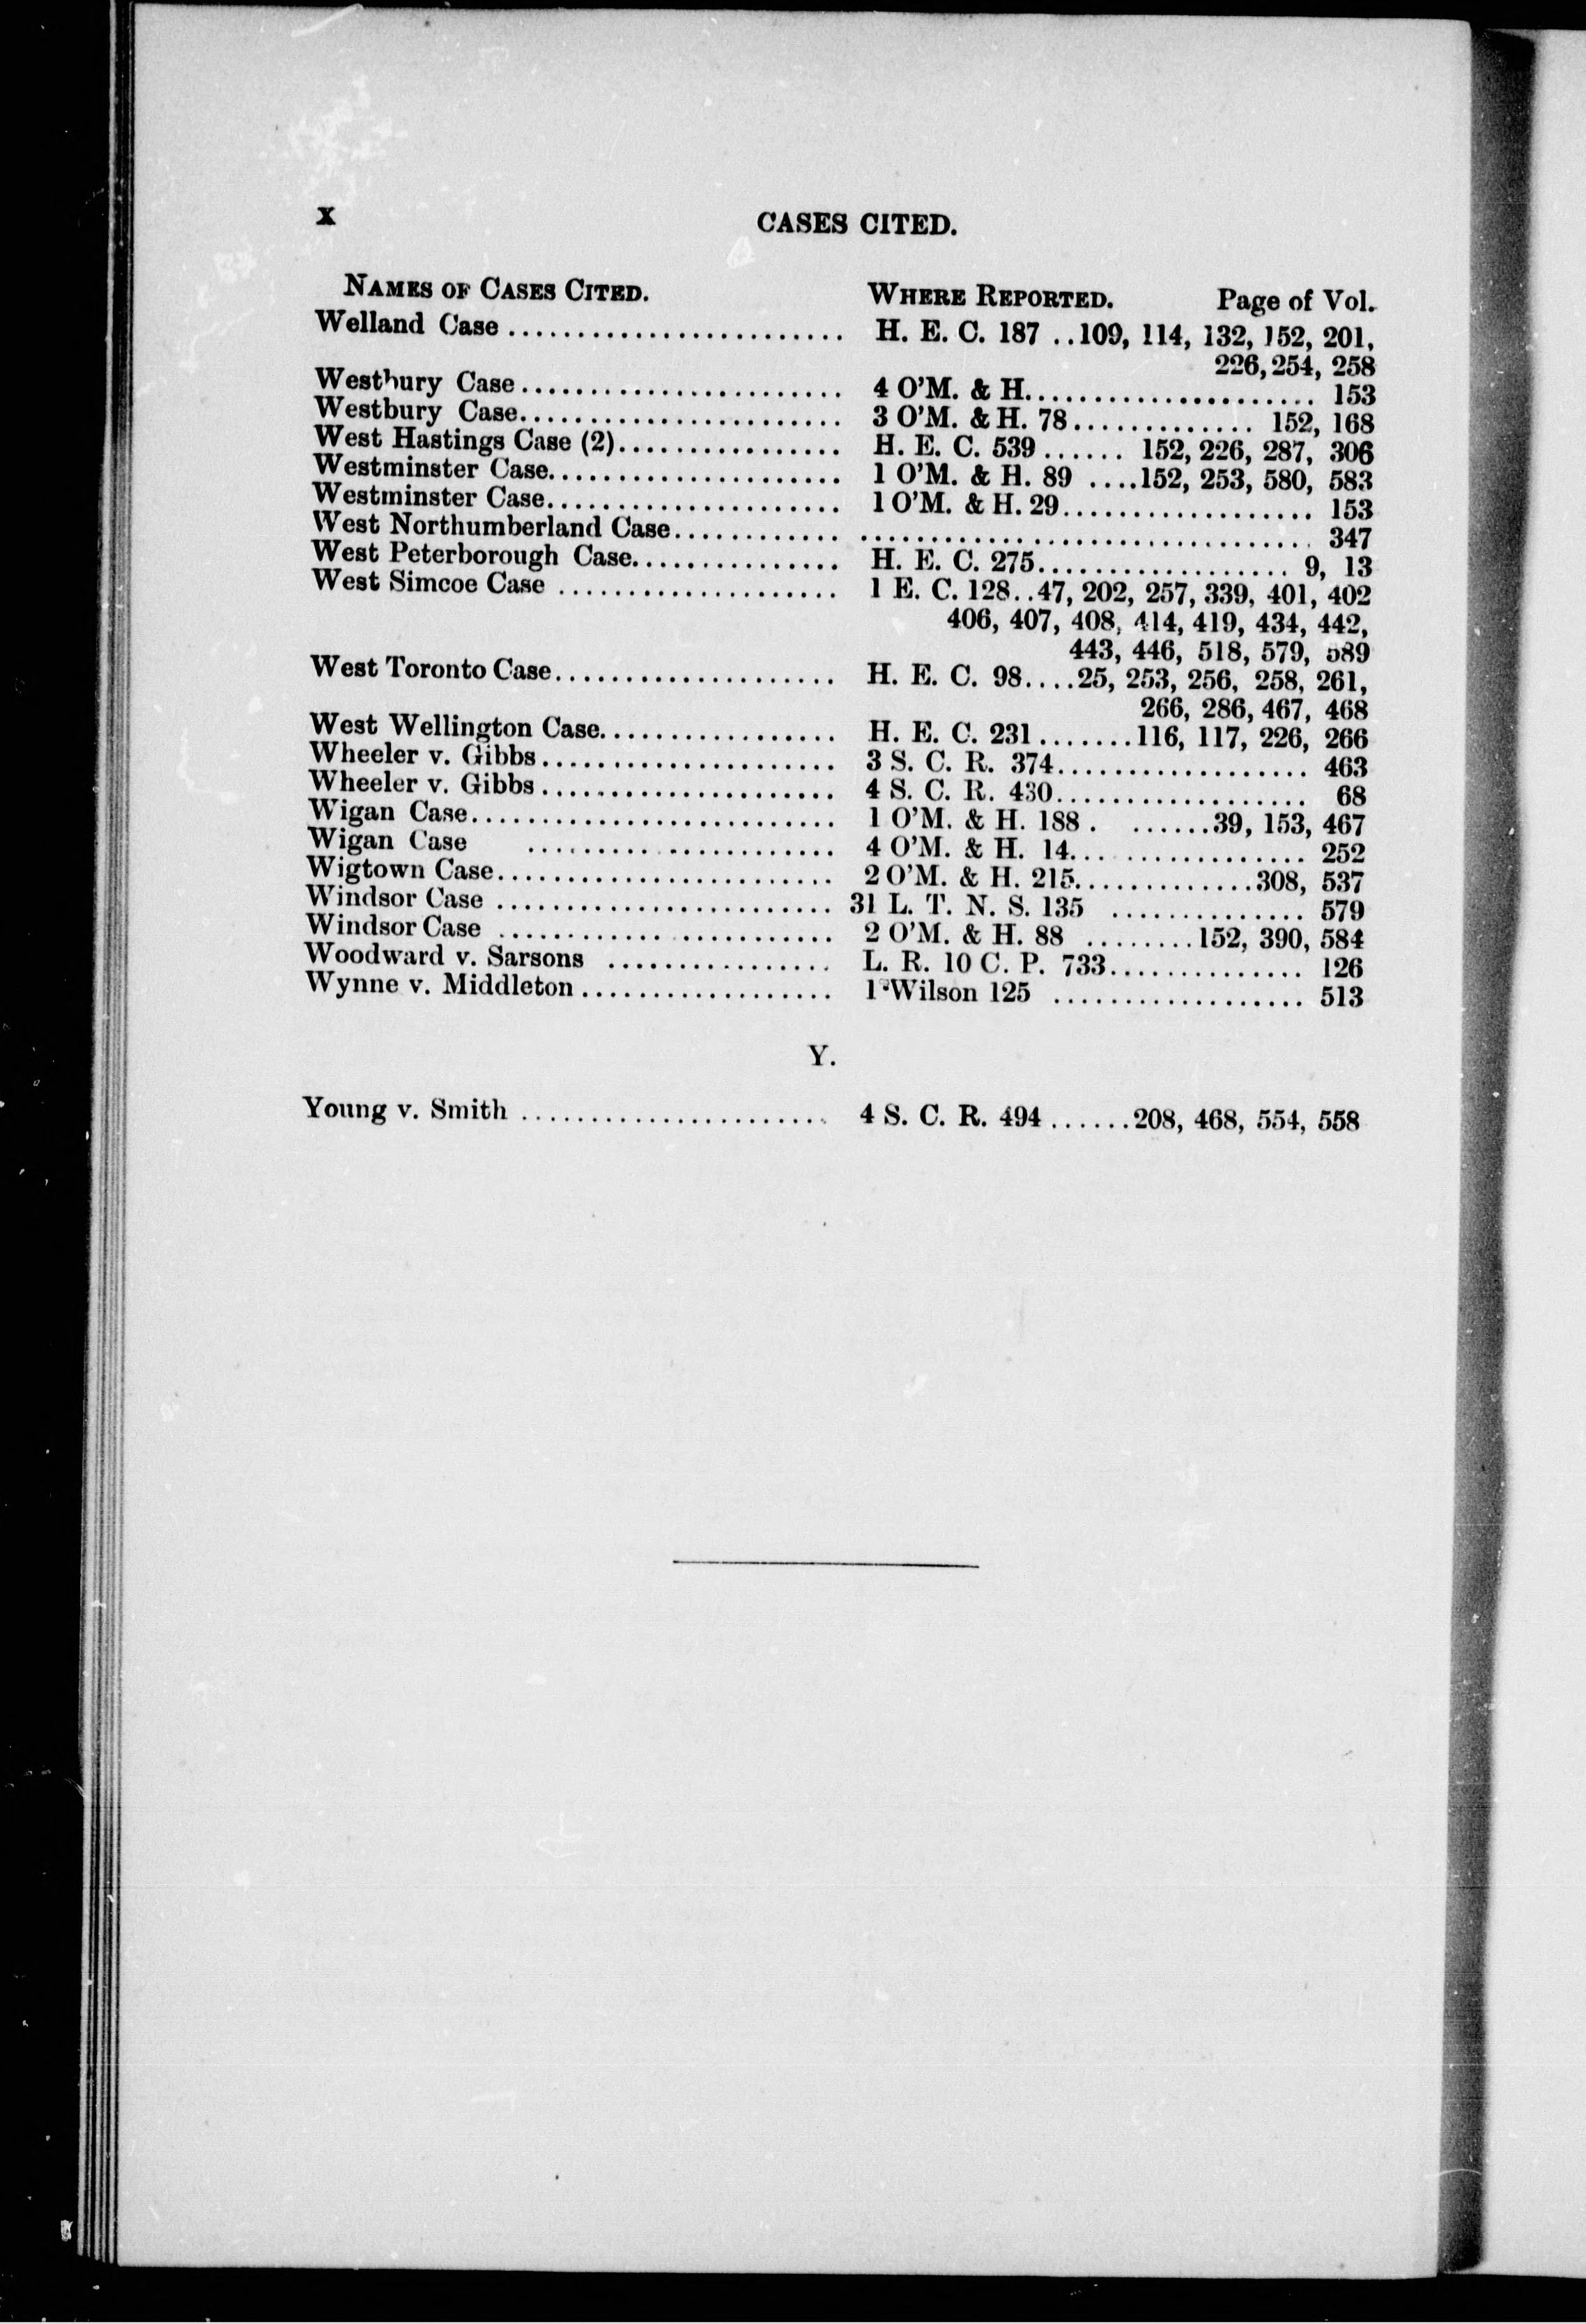 x
CASES CITED.
NAMES OF CASES CITED. WHERE REPORTED. Page of Vol.
Welland Case ........................ H. E. C. 187 ..109, 114, 132, 152, 201,
226, 254, 258
Westbury Case....................... 4 O'M. & H..................... 153
Westbury Case....................... 3 O'M. & H. 78............. 152, 168
West Hastings Case (2)................ H. E. C. 539 ...... 152, 226, 287, 306
Westminster Case..................... 1 O'M. & H. 89 ....152, 253, 580, 583
Westminster Case..................... 1 O'M. & H. 29.................. 153
West Northumberland Case............ ................................ 347
West Peterborough Case............... H. E. C. 275.................. 9, 13
West Simcoe Case .................... 1 E. C. 128..47, 202, 257, 339, 401, 402
406, 407, 408, 414, 419, 434, 442,
443, 446, 518, 579, 589
West Toronto Case.................... H. E. C. 98....25, 253, 256, 258, 261,
266, 286, 467, 468
West Wellington Case................. H. E. C. 231.......116, 117, 226, 266
Wheeler v. Gibbs..................... 3 S. C. R. 374.................. 463
Wheeler v. Gibbs..................... 4 S. C. R. 430.................. 68
Wigan Case.......................... 1 O'M. & H. 188 . ......39, 153, 467
Wigan Case ...................... 4 O'M. & H. 14................. 252
Wigtown Case........................ 2 O'M. & H. 215.............308, 537
Windsor Case ........................ 31 L. T. N. S. 135 .............. 579
Windsor Case ........................ 2 O'M. & H. 88 ........152, 390, 584
Woodward v. Sarsons ................ L. R. 10 C. P. 733.............. 126
Wynne v. Middleton.................. 1 Wilson 125 .................. 513
Y.
Young v. Smith ...................... 4 S. C. R. 494......208, 468, 554, 558